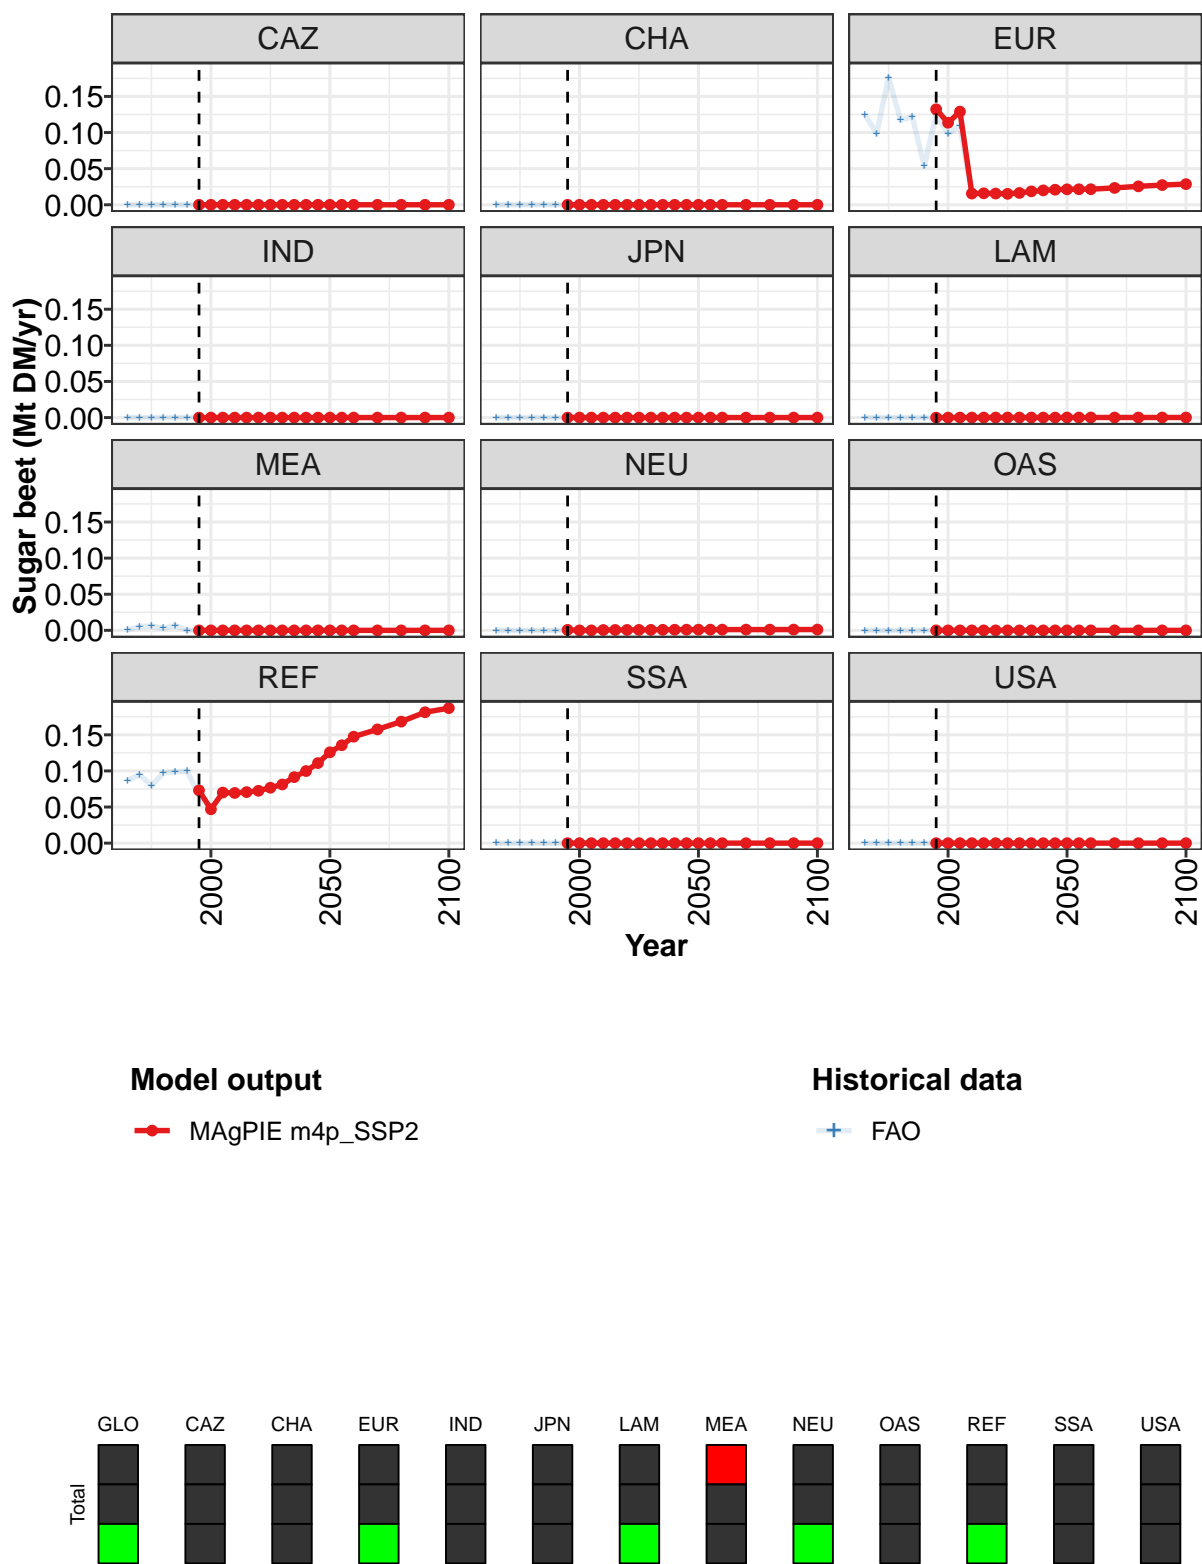 CAZ CHA EUR
0.15
0.10
0.05
0.00
IND JPN LAM
0.15
0.10
0.05
0.00
MEA NEU OAS
0.15
0.10
0.05
0.00
REF SSA USA
0.15
0.10
0.05
0.00
Sugar beet (Mt DM/yr)
2000 2050 2100 2000 2050 2100 2000 2050 2100
Year
Model output Historical data
MAgPIE m4p_SSP2 FAO
GLO CAZ CHA EUR IND JPN LAM MEA NEU OAS REF SSA USA
Total